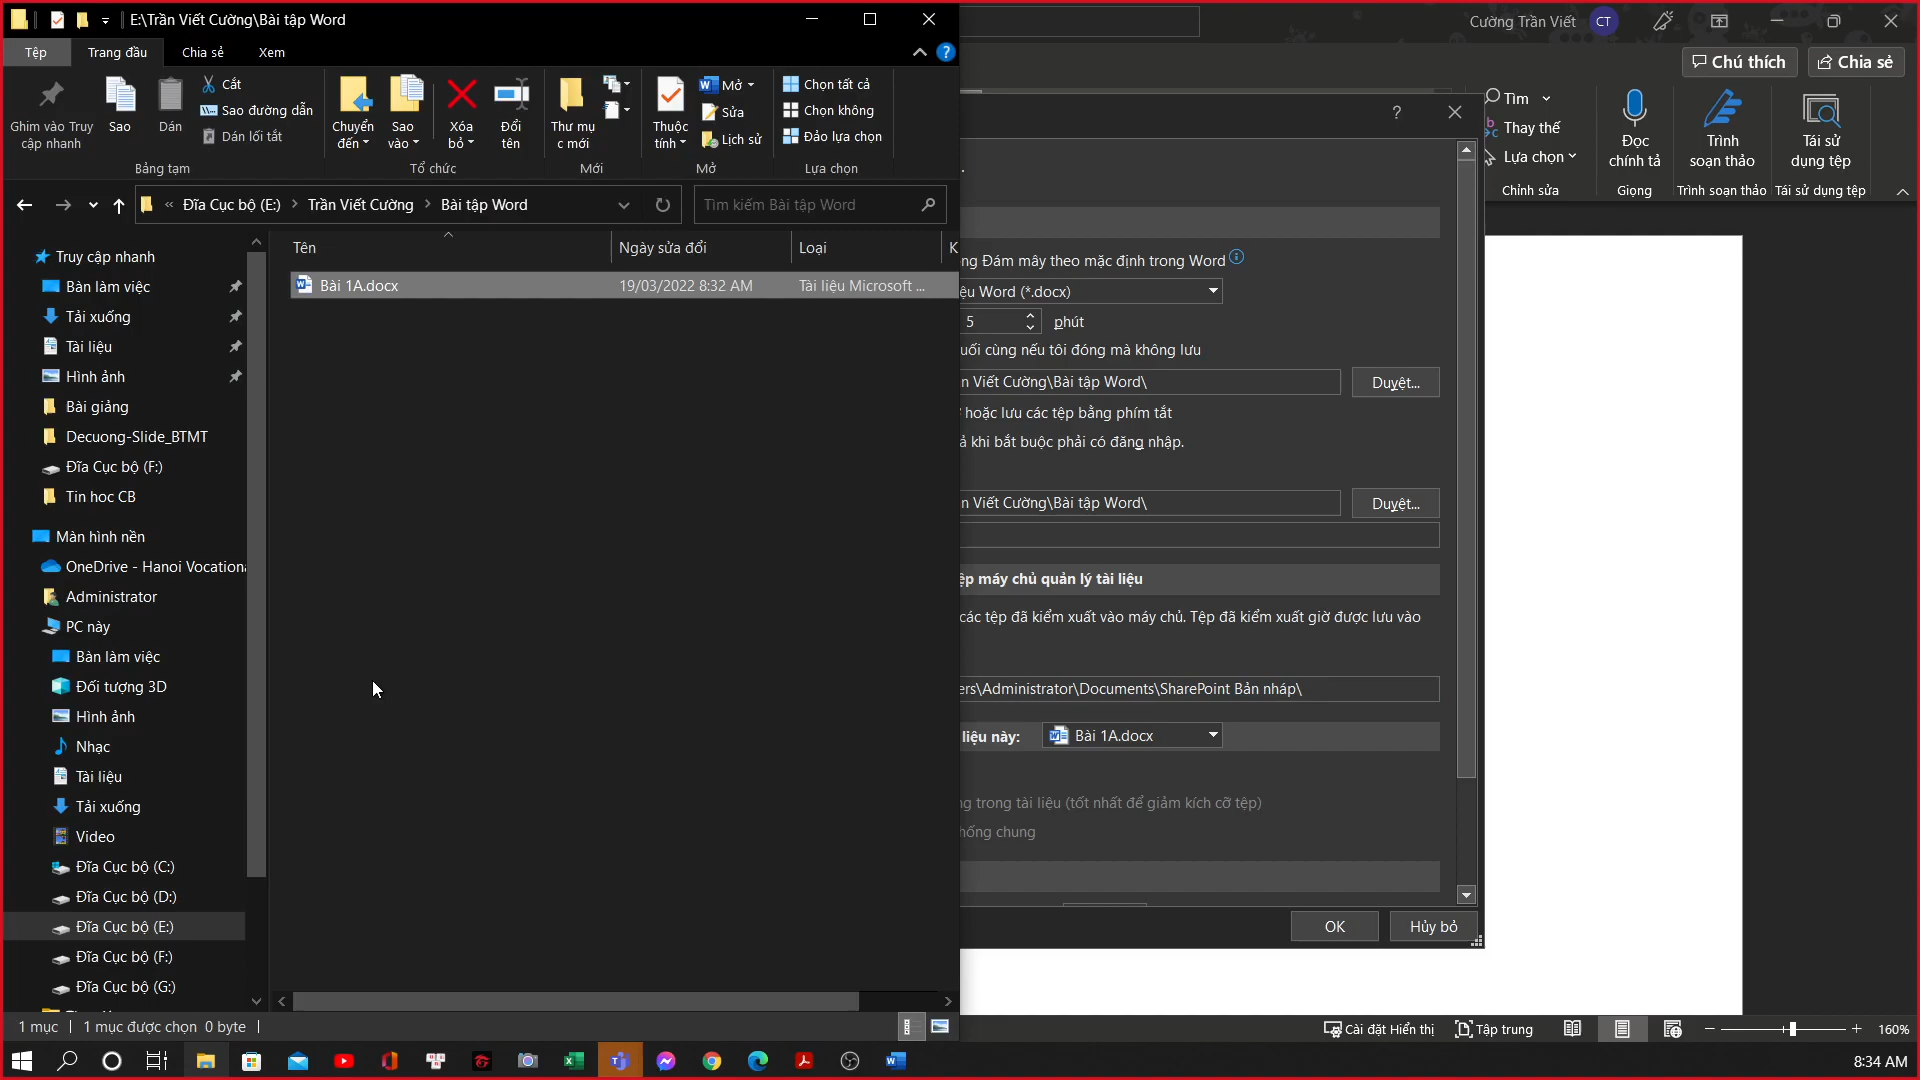 E:\Trần Viết Cường\Bài tập Word
Tệp
Trang đầu
Chia sẻ
Xem
Ghim vào Truy cập nhanh
Sao
Dán
Cắt
Sao đường dẫn
Dán lối tắt
Bảng tạm
Chuyển đến
Sao vào
Xóa bỏ
Đổi tên
Tổ chức
Thư mụ c mới
Mới
Thuộc tính
Mở
Sửa
Lịch sử
Mở
Chọn tất cả
Chọn không
Đảo lựa chọn
Lựa chọn
« Đĩa Cục bộ (E:) > Trần Viết Cường > Bài tập Word
Tìm kiếm Bài tập Word
Tên
Ngày sửa đổi
Loại
K
Bài 1A.docx
19/03/2022 8:32 AM
Tài liệu Microsoft ...
Truy cập nhanh
Bàn làm việc
Tải xuống
Tài liệu
Hình ảnh
Bài giảng
Decuong-Slide_BTMT
Đĩa Cục bộ (F:)
Tin hoc CB
Màn hình nền
OneDrive - Hanoi Vocationa
Administrator
PC này
Bàn làm việc
Đối tượng 3D
Hình ảnh
Nhạc
Tài liệu
Tải xuống
Video
Đĩa Cục bộ (C:)
Đĩa Cục bộ (D:)
Đĩa Cục bộ (E:)
Đĩa Cục bộ (F:)
Đĩa Cục bộ (G:)
1 mục
1 mục được chọn 0 byte
Cường Trần Viết
CT
Chú thích
Chia sẻ
Tìm
Thay thế
Lựa chọn
Chỉnh sửa
Đọc chính tả
Giọng
Trình soạn thảo
Trình soạn thảo
Tái sử dụng tệp
Tái sử dụng tệp
ng Đám mây theo mặc định trong Word
ệu Word (*.docx)
5
phút
uối cùng nếu tôi đóng mà không lưu
n Viết Cường\Bài tập Word\
Duyệt...
hoặc lưu các tệp bằng phím tắt
ả khi bắt buộc phải có đăng nhập.
n Viết Cường\Bài tập Word\
Duyệt...
ệp máy chủ quản lý tài liệu
các tệp đã kiểm xuất vào máy chủ. Tệp đã kiểm xuất giờ được lưu vào
ers\Administrator\Documents\SharePoint Bản nháp\
liệu này:
Bài 1A.docx
ng trong tài liệu (tốt nhất để giảm kích cỡ tệp)
hống chung
OK
Hủy bỏ
Cài đặt Hiển thị
Tập trung
160%
8:34 AM